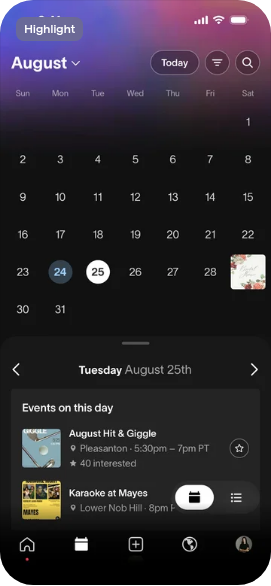 Highlight
August
Today
Sun Mon Tue Wed Thu Fri Sat
1
2 3 4 5 6 7 8
9 10 11 12 13 14 15
16 17 18 19 20 21 22
23 24 25 26 27 28
30 31
Tuesday August 25th
Events on this day
GIGGLE
August Hit & Giggle
Pleasanton · 5:30pm – 7pm PT
40 interested
MAYES
Karaoke at Mayes
Lower Nob Hill · 8pm